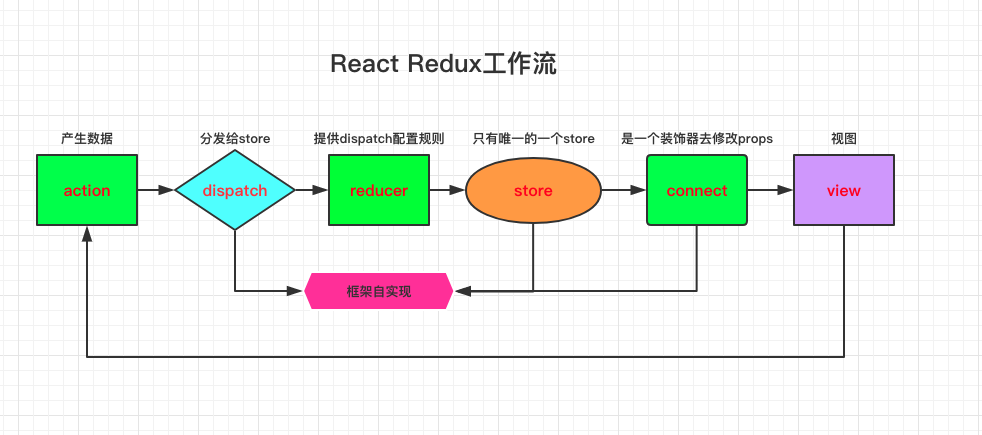 React Redux工作流
产生数据
分发给store
提供dispatch配置规则
只有唯一的一个store
是一个装饰器去修改props
视图
action
dispatch
reducer
store
connect
view
框架自实现